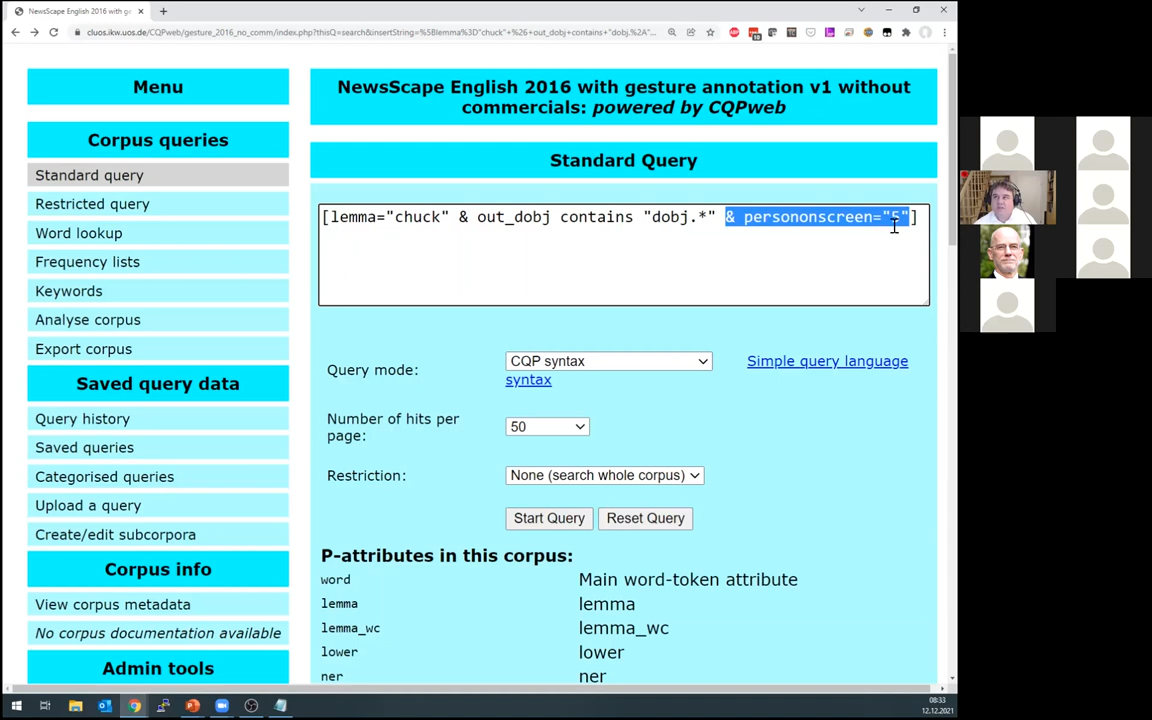 NewsScape English 2016 with ge
cluos.ikw.uos.de/CQPweb/gesture_2016_no_comm/index.php?thisQ=search&insertString=%5Blemma%3D"chuck"+%26+out_dobj+contains+"dobj.%2A"...
Menu
Corpus queries
Standard query
Restricted query
Word lookup
Frequency lists
Keywords
Analyse corpus
Export corpus
Saved query data
Query history
Saved queries
Categorised queries
Upload a query
Create/edit subcorpora
Corpus info
View corpus metadata
No corpus documentation available
Admin tools
NewsScape English 2016 with gesture annotation v1 without
commercials: powered by CQPweb
Standard Query
[lemma="chuck" & out_dobj contains "dobj.*" & persononscreen="5"]
Query mode:
CQP syntax
Simple query language
syntax
Number of hits per
page:
50
Restriction:
None (search whole corpus)
Start Query
Reset Query
P-attributes in this corpus:
word Main word-token attribute
lemma lemma
lemma_wc lemma_wc
lower lower
ner ner
08:33
12.12.2021